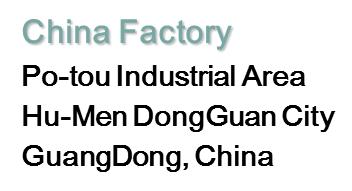 China Factory
Po-tou Industrial Area
Hu-Men DongGuan City
GuangDong, China